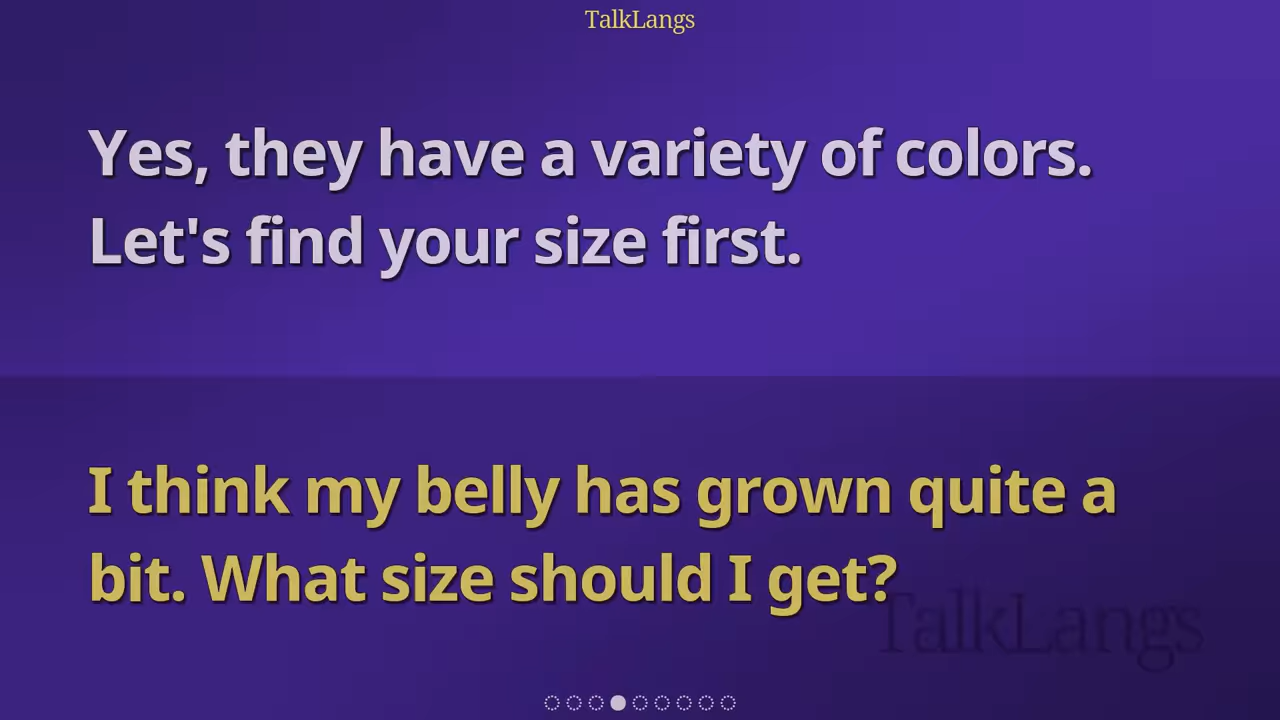 TalkLangs
Yes, they have a variety of colors.
Let's find your size first.
I think my belly has grown quite a
bit. What size should I get?
TalkLangs